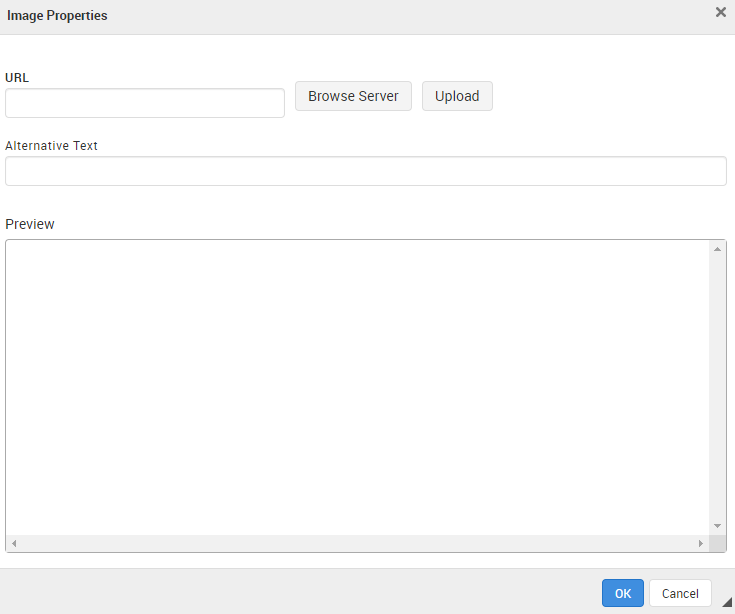 Image Properties
URL
Browse Server Upload
Alternative Text
Preview
OK Cancel